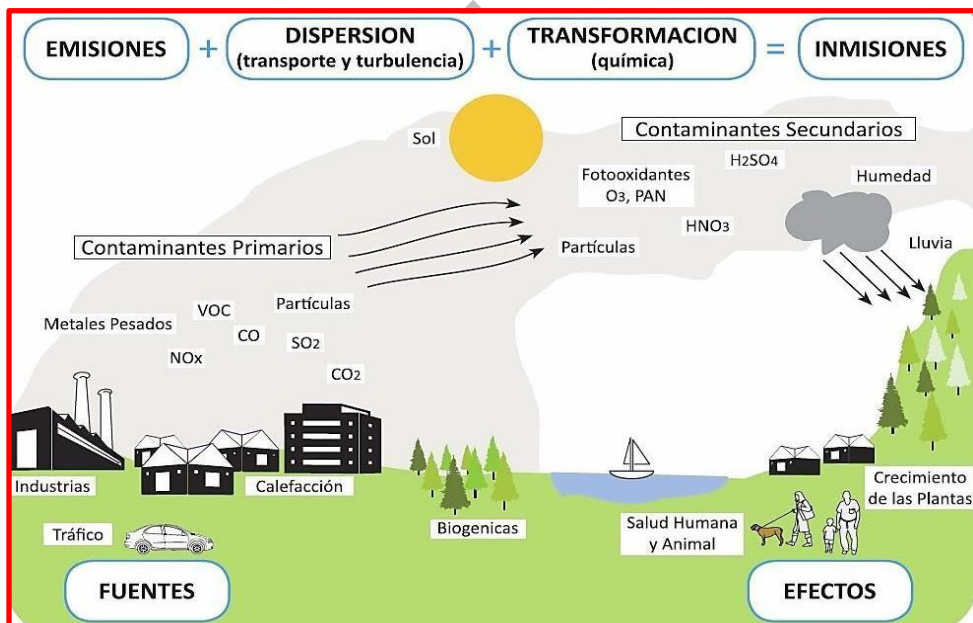 EMISIONES + DISPERSION + TRANSFORMACION = INMISIONES
(transporte y turbulencia)
(química)
Sol
Contaminantes Secundarios
H2SO4
Fotooxidantes
O3, PAN
Humedad
HNO3
Contaminantes Primarios
Partículas
Lluvia
Partículas
VOC
Metales Pesados
CO
SO2
NOx
CO2
Industrias
Calefacción
Crecimiento
de las Plantas
Tráfico
Biogenicas
Salud Humana
y Animal
FUENTES
EFECTOS